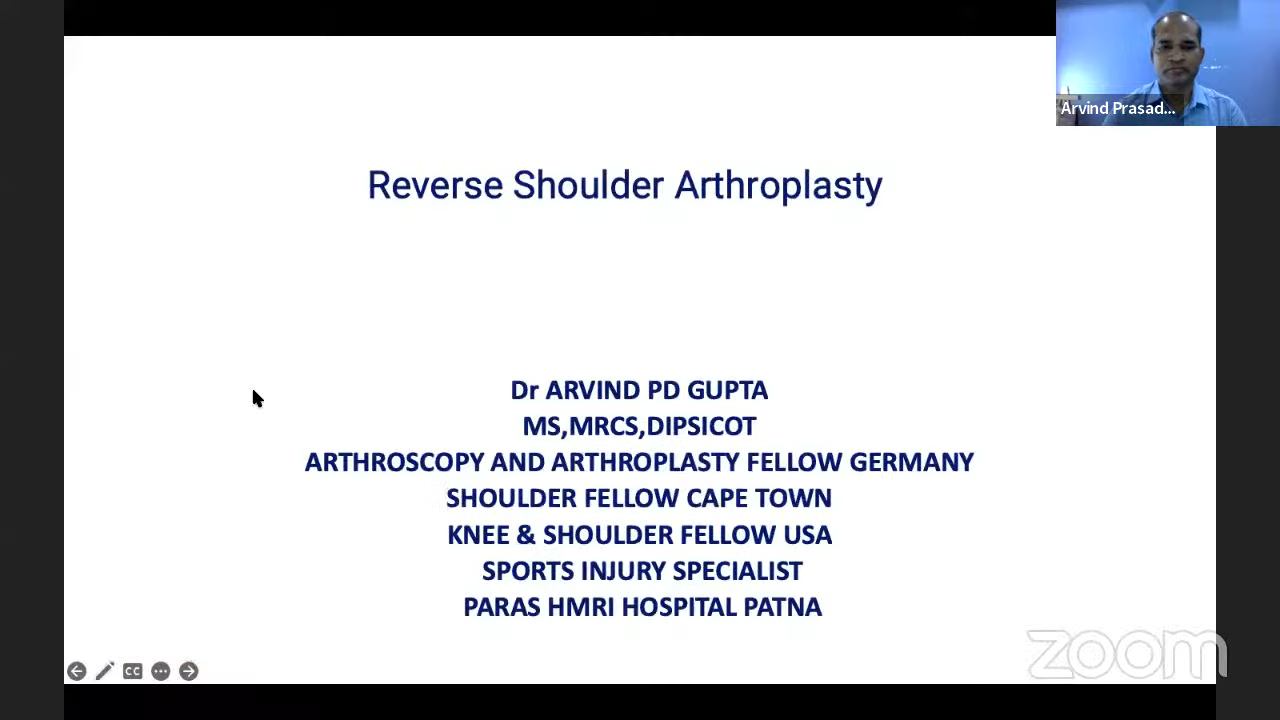 Arvind Prasad...
Reverse Shoulder Arthroplasty
Dr ARVIND PD GUPTA
MS,MRCS,DIPSICOT
ARTHROSCOPY AND ARTHROPLASTY FELLOW GERMANY
SHOULDER FELLOW CAPE TOWN
KNEE & SHOULDER FELLOW USA
SPORTS INJURY SPECIALIST
PARAS HMRI HOSPITAL PATNA
zoom
CC